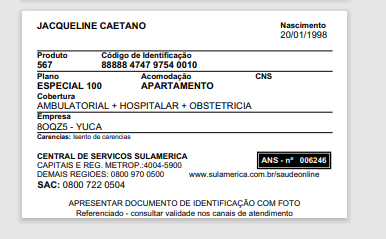 JACQUELINE CAETANO Nascimento
20/01/1998
Produto Código de Identificação
567 88888 4747 9754 0010
Plano Acomodação CNS
ESPECIAL 100 APARTAMENTO
Cobertura
AMBULATORIAL + HOSPITALAR + OBSTETRICIA
Empresa
8OQZ5 - YUCA
Carencias: Isento de carencias
CENTRAL DE SERVICOS SULAMERICA
CAPITAIS E REG. METROP.:4004-5900 ANS - nº 006246
DEMAIS REGIOES: 0800 970 0500 www.sulamerica.com.br/saudeonline
SAC: 0800 722 0504
APRESENTAR DOCUMENTO DE IDENTIFICAÇÃO COM FOTO
Referenciado - consultar validade nos canais de atendimento